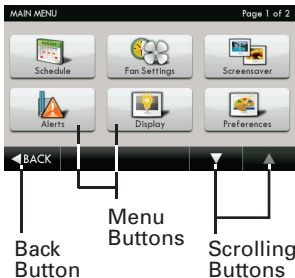 MAIN MENU Page 1 of 2
Schedule Fan Settings Screensaver
Alerts Display Preferences
BACK
Menu
Buttons
Back
Button
Scrolling
Buttons